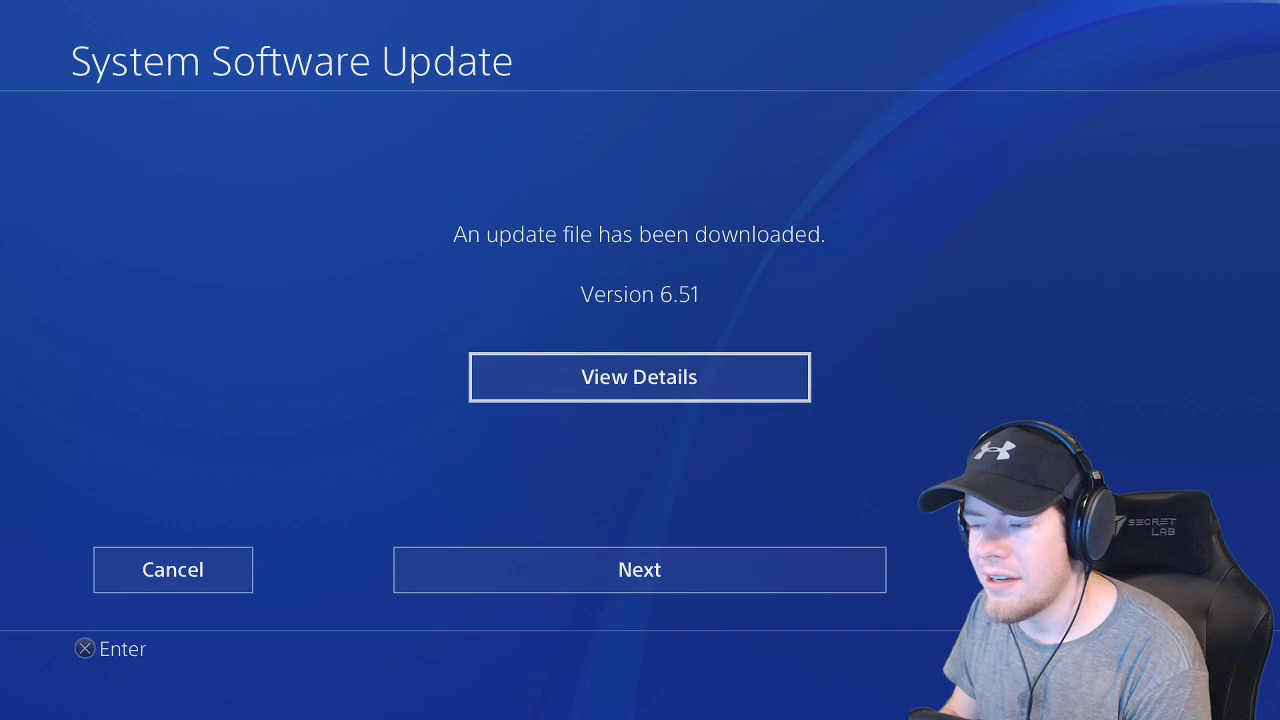 System Software Update
An update file has been downloaded.
Version 6.51
View Details
Cancel
Next
Enter
SECRET
LAB